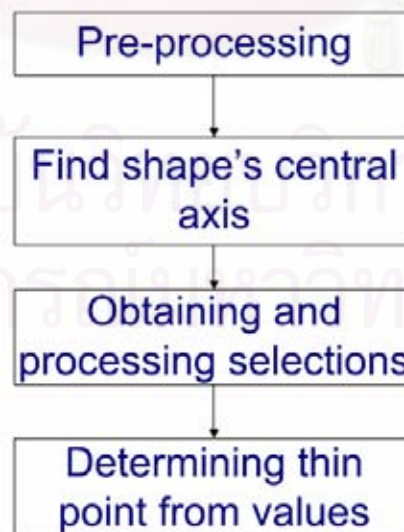 Pre-processing
Find shape's central
axis
Obtaining and
processing selections
Determining thin
point from values